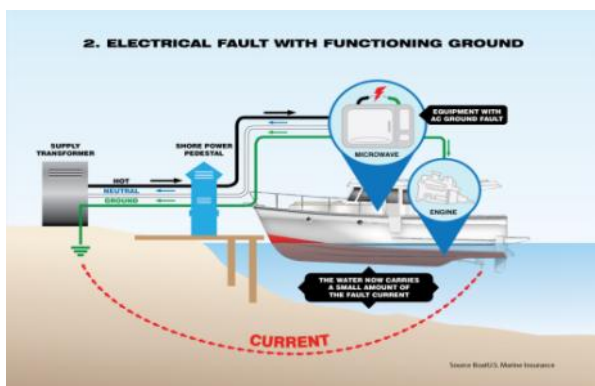 2. ELECTRICAL FAULT WITH FUNCTIONING GROUND
EQUIPMENT WITH
AC GROUND FAULT
MICROWAVE
SUPPLY
TRANSFORMER
SHORE POWER
PEDESTAL
HOT
NEUTRAL
GROUND
ENGINE
THE WATER NOW CARRIES
A SMALL AMOUNT OF
THE FAULT CURRENT
CURRENT
Source BoatU.S. Marine Insurance